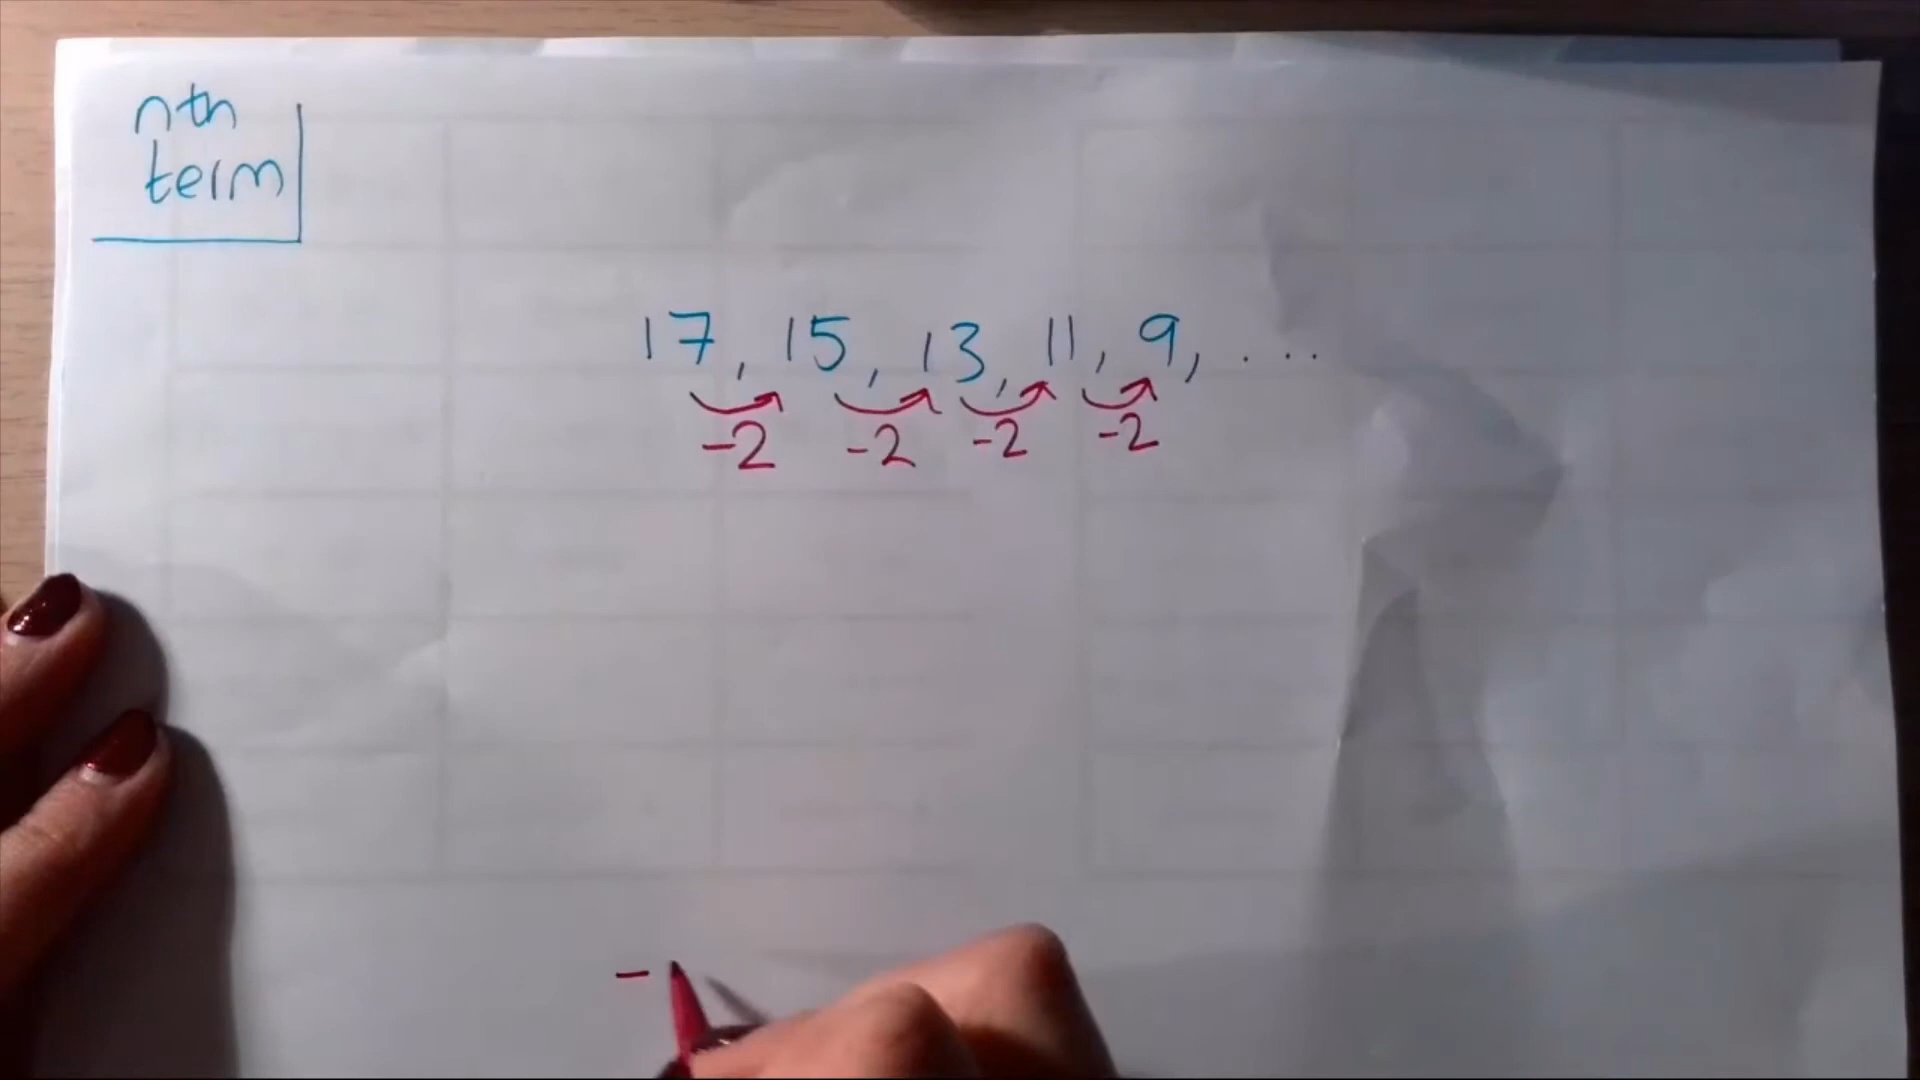 nth
term
17, 15, 13, 11, 9, ....
-2 -2 -2 -2
-